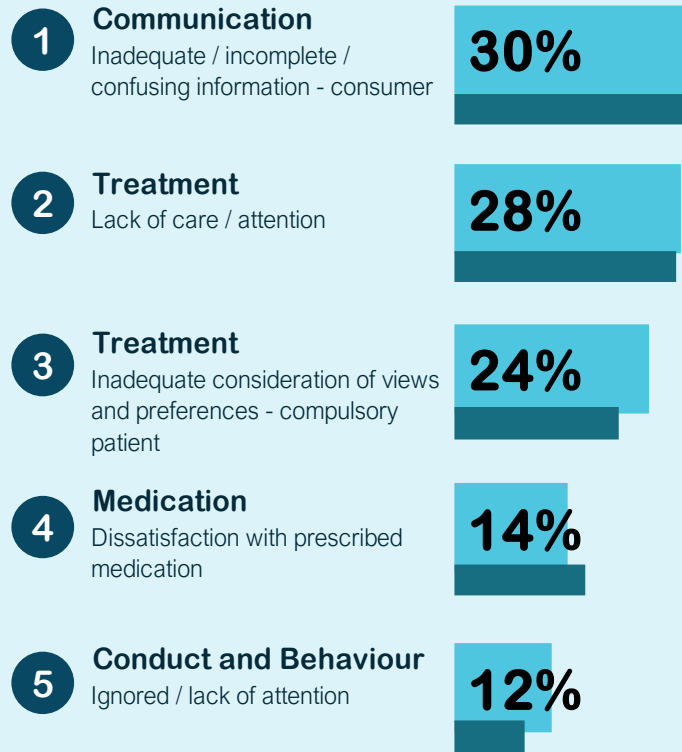 1
Communication
Inadequate / incomplete /
confusing information - consumer
30%
2
Treatment
Lack of care / attention
28%
3
Treatment
Inadequate consideration of views
and preferences - compulsory
patient
24%
4
Medication
Dissatisfaction with prescribed
medication
14%
5
Conduct and Behaviour
Ignored / lack of attention
12%